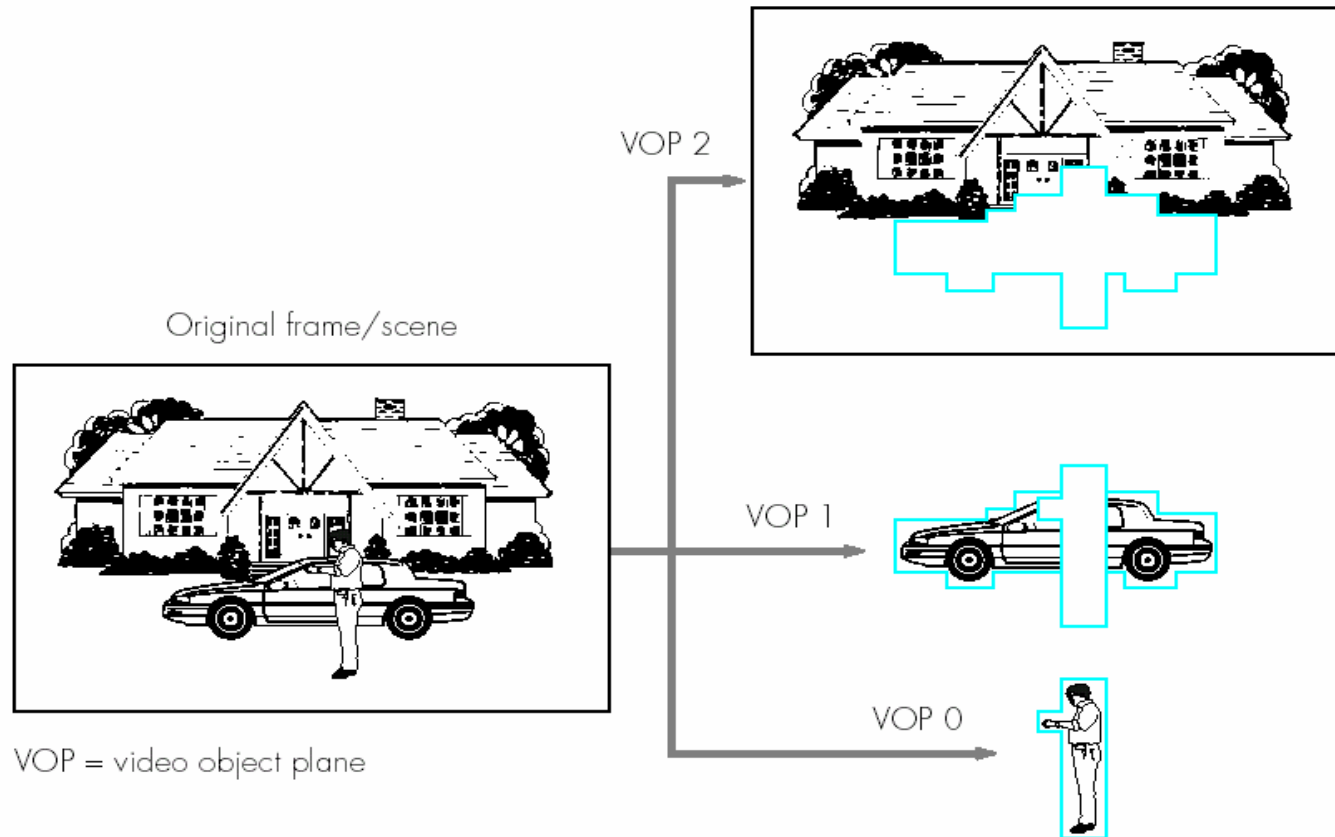 VOP 2
Original frame/scene
VOP 1
VOP 0
VOP = video object plane